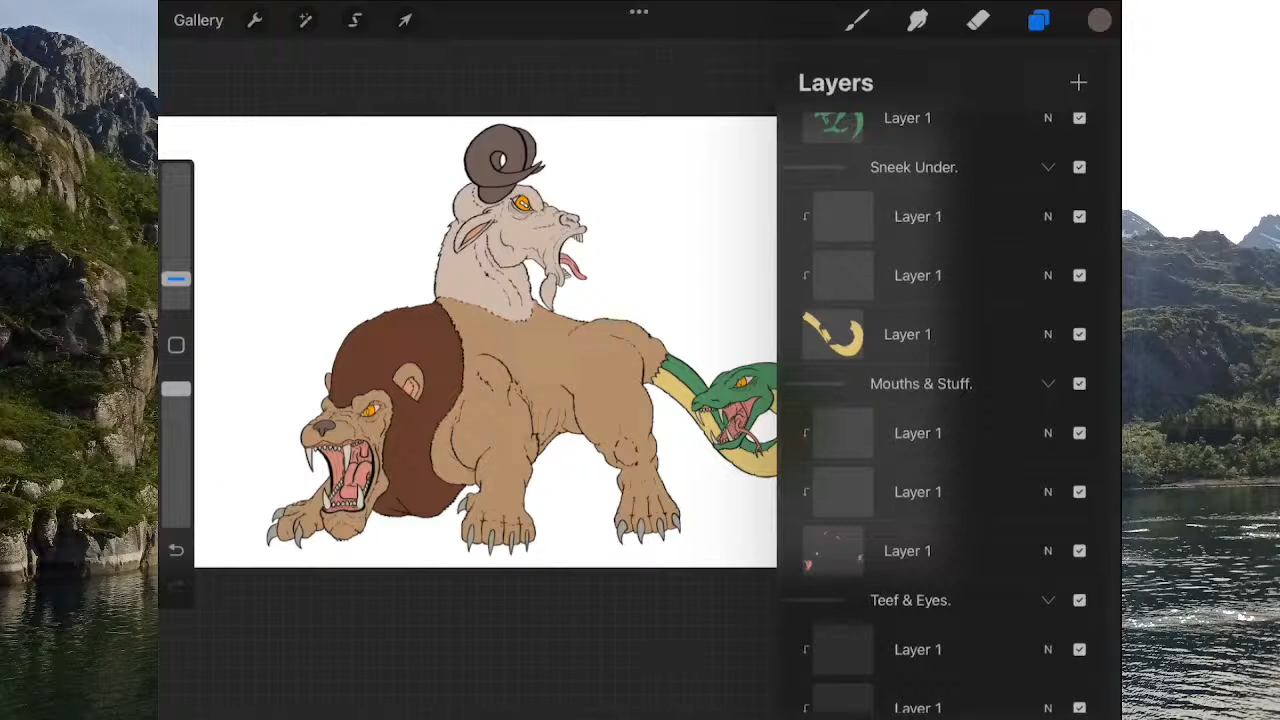 Gallery
Layers
Layer 1 N
Sneek Under.
Layer 1 N
Layer 1 N
Layer 1 N
Mouths & Stuff.
Layer 1 N
Layer 1 N
Layer 1 N
Teef & Eyes.
Layer 1 N
Layer 1 N